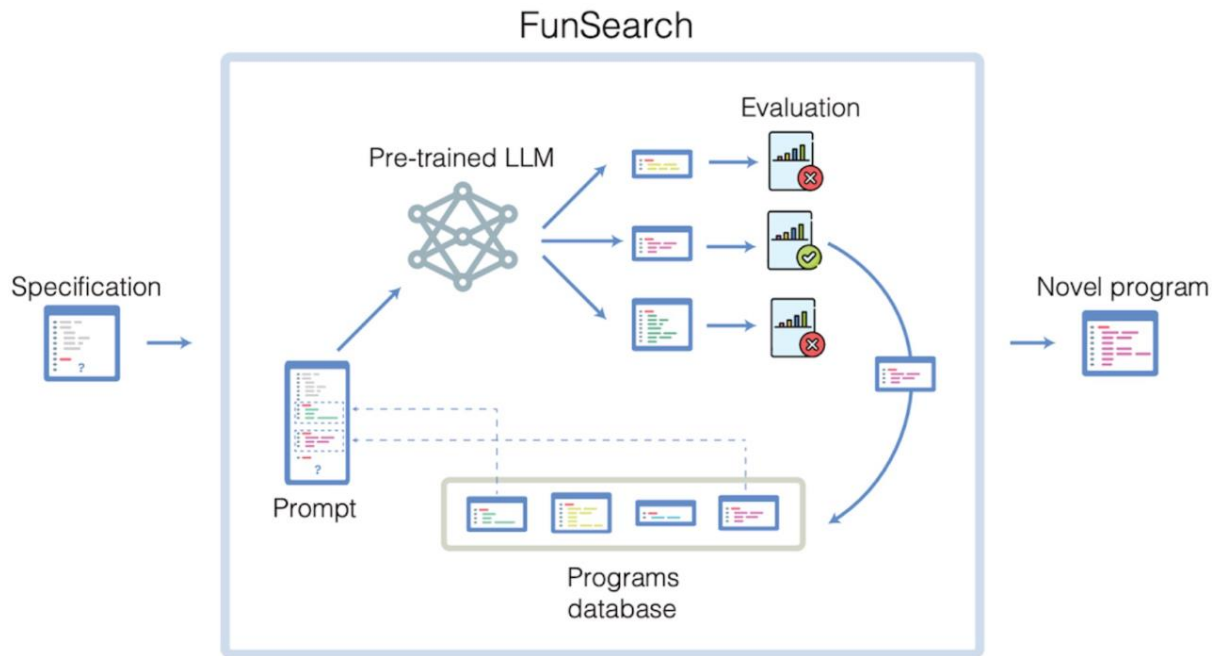 FunSearch
Evaluation
Pre-trained LLM
Specification
?
Novel program
?
Prompt
Programs
database